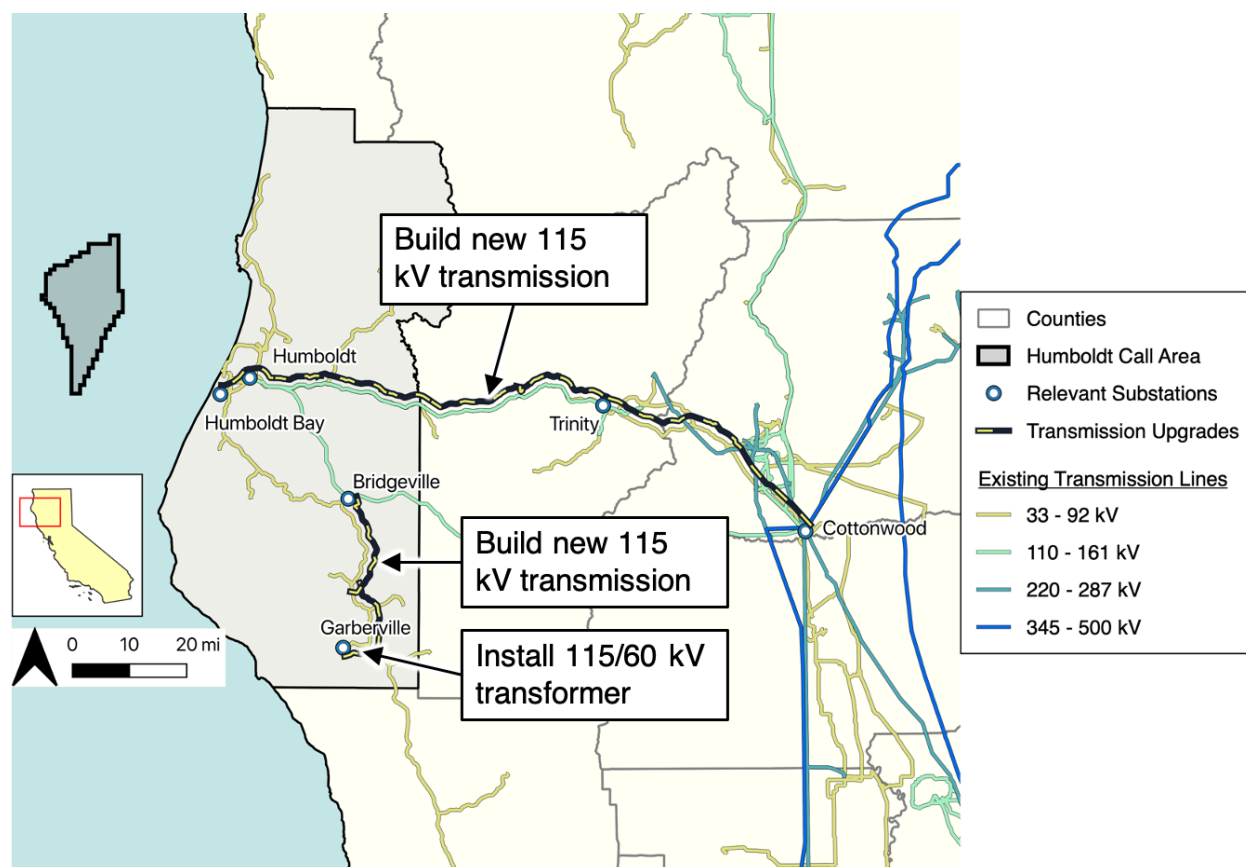 Build new 115
kV transmission
Humboldt
Humboldt Bay
Trinity
Bridgeville
Cottonwood
Build new 115
kV transmission
Garberville
Install 115/60 kV
transformer
0 10 20 mi
Counties
Humboldt Call Area
Relevant Substations
Transmission Upgrades
Existing Transmission Lines
33 - 92 kV
110 - 161 kV
220 - 287 kV
345 - 500 kV